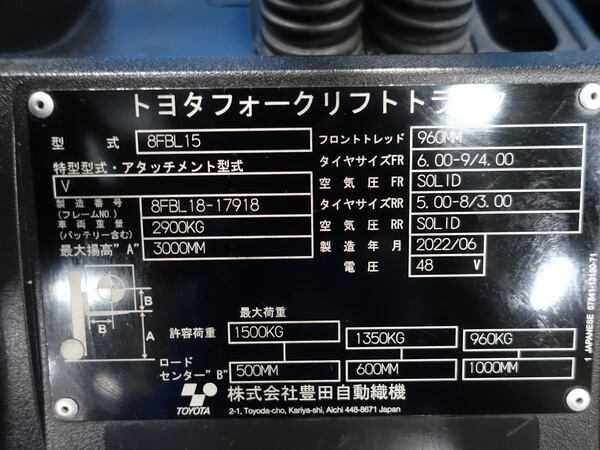 トヨタフォークリフトトラック
型 式 8FBL15 フロントトレッド 960MM
特型型式・アタッチメント型式 タイヤサイズFR 6.00-9/4.00
V 空気圧 FR SOLID
製造番号 (フレームNO.) 8FBL18-17918 タイヤサイズRR 5.00-8/3.00
車両重量 (バッテリー含む) 2900KG 空気圧 RR SOLID
最大揚高"A" 3000MM 製造年月 2022/06
電圧 48 V
B
B
A
最大荷重
許容荷重 1500KG 1350KG 960KG
ロード
センター"B" 500MM 600MM 1000MM
TOYOTA 株式会社豊田自動織機
2-1, Toyoda-cho, Kariya-shi, Aichi 448-8671 Japan
JAPANESE 57841-13150-71